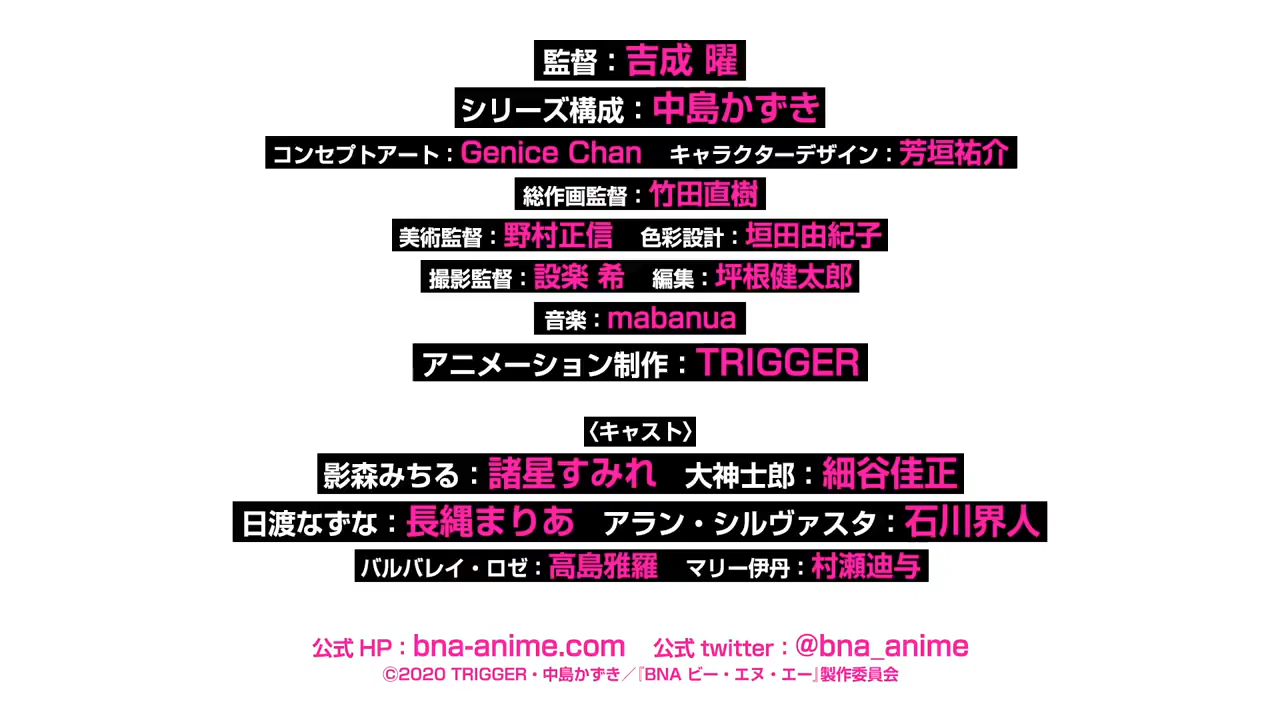 監督：吉成 曜
シリーズ構成：中島かずき
コンセプトアート：Genice Chan　キャラクターデザイン：芳垣祐介
総作画監督：竹田直樹
美術監督：野村正信　色彩設計：垣田由紀子
撮影監督：設楽 希　編集：坪根健太郎
音楽：mabanua
アニメーション制作：TRIGGER
〈キャスト〉
影森みちる：諸星すみれ　大神士郎：細谷佳正
日渡なずな：長縄まりあ　アラン・シルヴァスタ：石川界人
バルバレイ・ロゼ：高島雅羅　マリー伊丹：村瀬迪与
公式 HP：bna-anime.com　公式 twitter：@bna_anime
©2020 TRIGGER・中島かずき／『BNA ビー・エヌ・エー』製作委員会